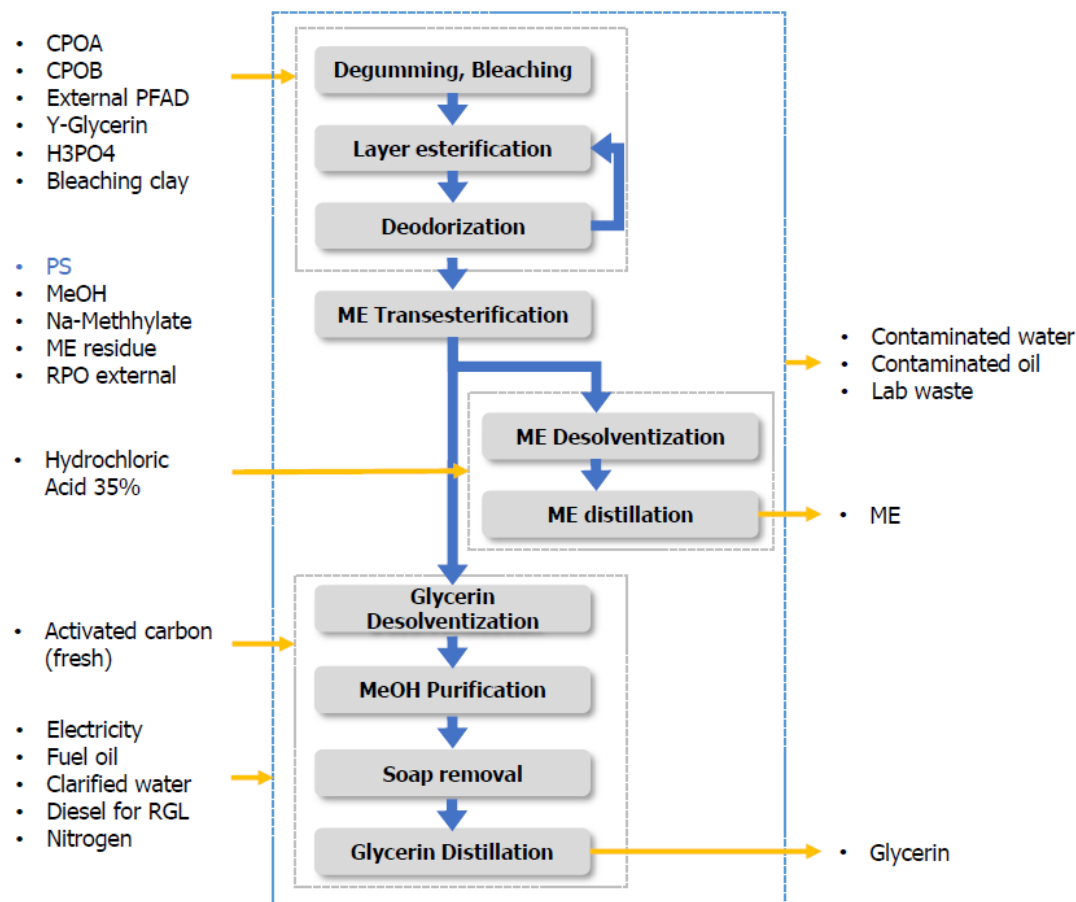 • CPOA
• CPOB
• External PFAD
• Y-Glycerin
• H3PO4
• Bleaching clay
Degumming, Bleaching
Layer esterification
Deodorization
• PS
• MeOH
• Na-Methhylate
• ME residue
• RPO external
ME Transesterification
• Contaminated water
• Contaminated oil
• Lab waste
• Hydrochloric
Acid 35%
ME Desolventization
ME distillation
• ME
• Activated carbon
(fresh)
Glycerin
Desolventization
MeOH Purification
• Electricity
• Fuel oil
• Clarified water
• Diesel for RGL
• Nitrogen
Soap removal
Glycerin Distillation
• Glycerin